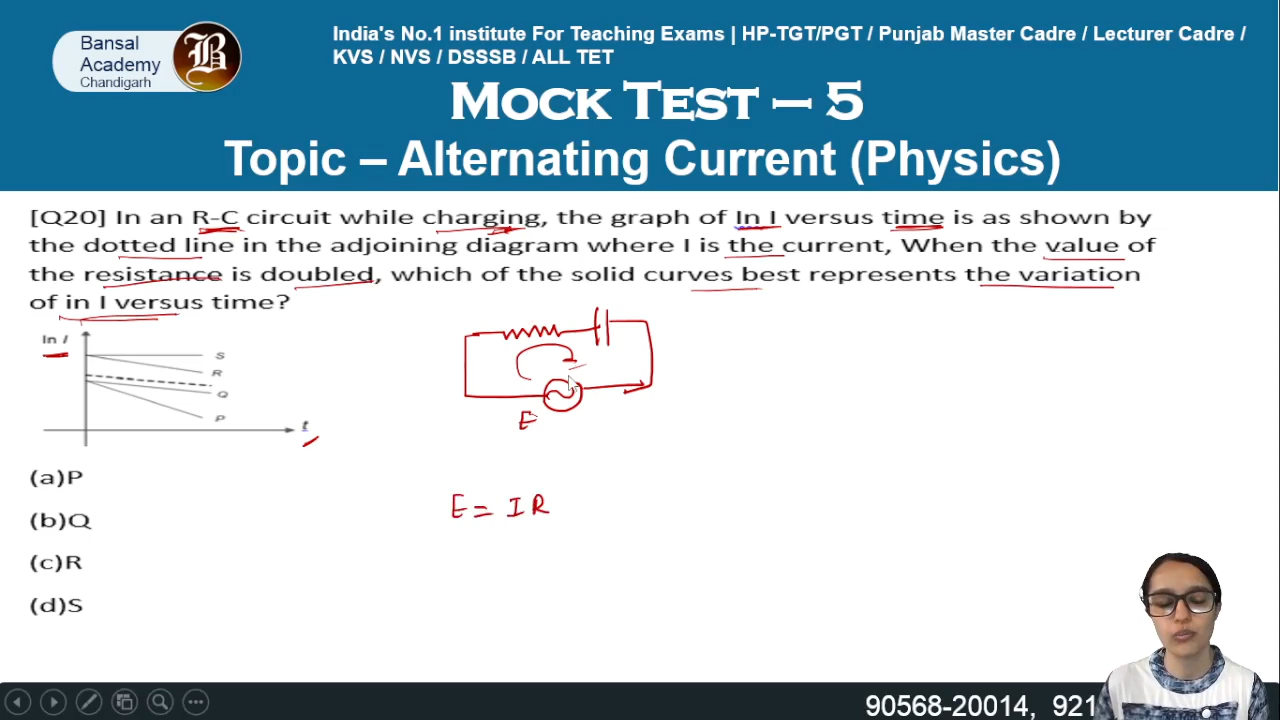 Bansal
Academy
Chandigarh
B
India's No.1 institute For Teaching Exams | HP-TGT/PGT / Punjab Master Cadre / Lecturer Cadre /
KVS / NVS / DSSSB / ALL TET
MOCK TEST – 5
Topic – Alternating Current (Physics)
[Q20] In an R-C circuit while charging, the graph of In I versus time is as shown by
the dotted line in the adjoining diagram where I is the current, When the value of
the resistance is doubled, which of the solid curves best represents the variation
of in I versus time?
In I
S
R
Q
P
t
E
E = IR
(a)P
(b)Q
(c)R
(d)S
90568-20014, 921